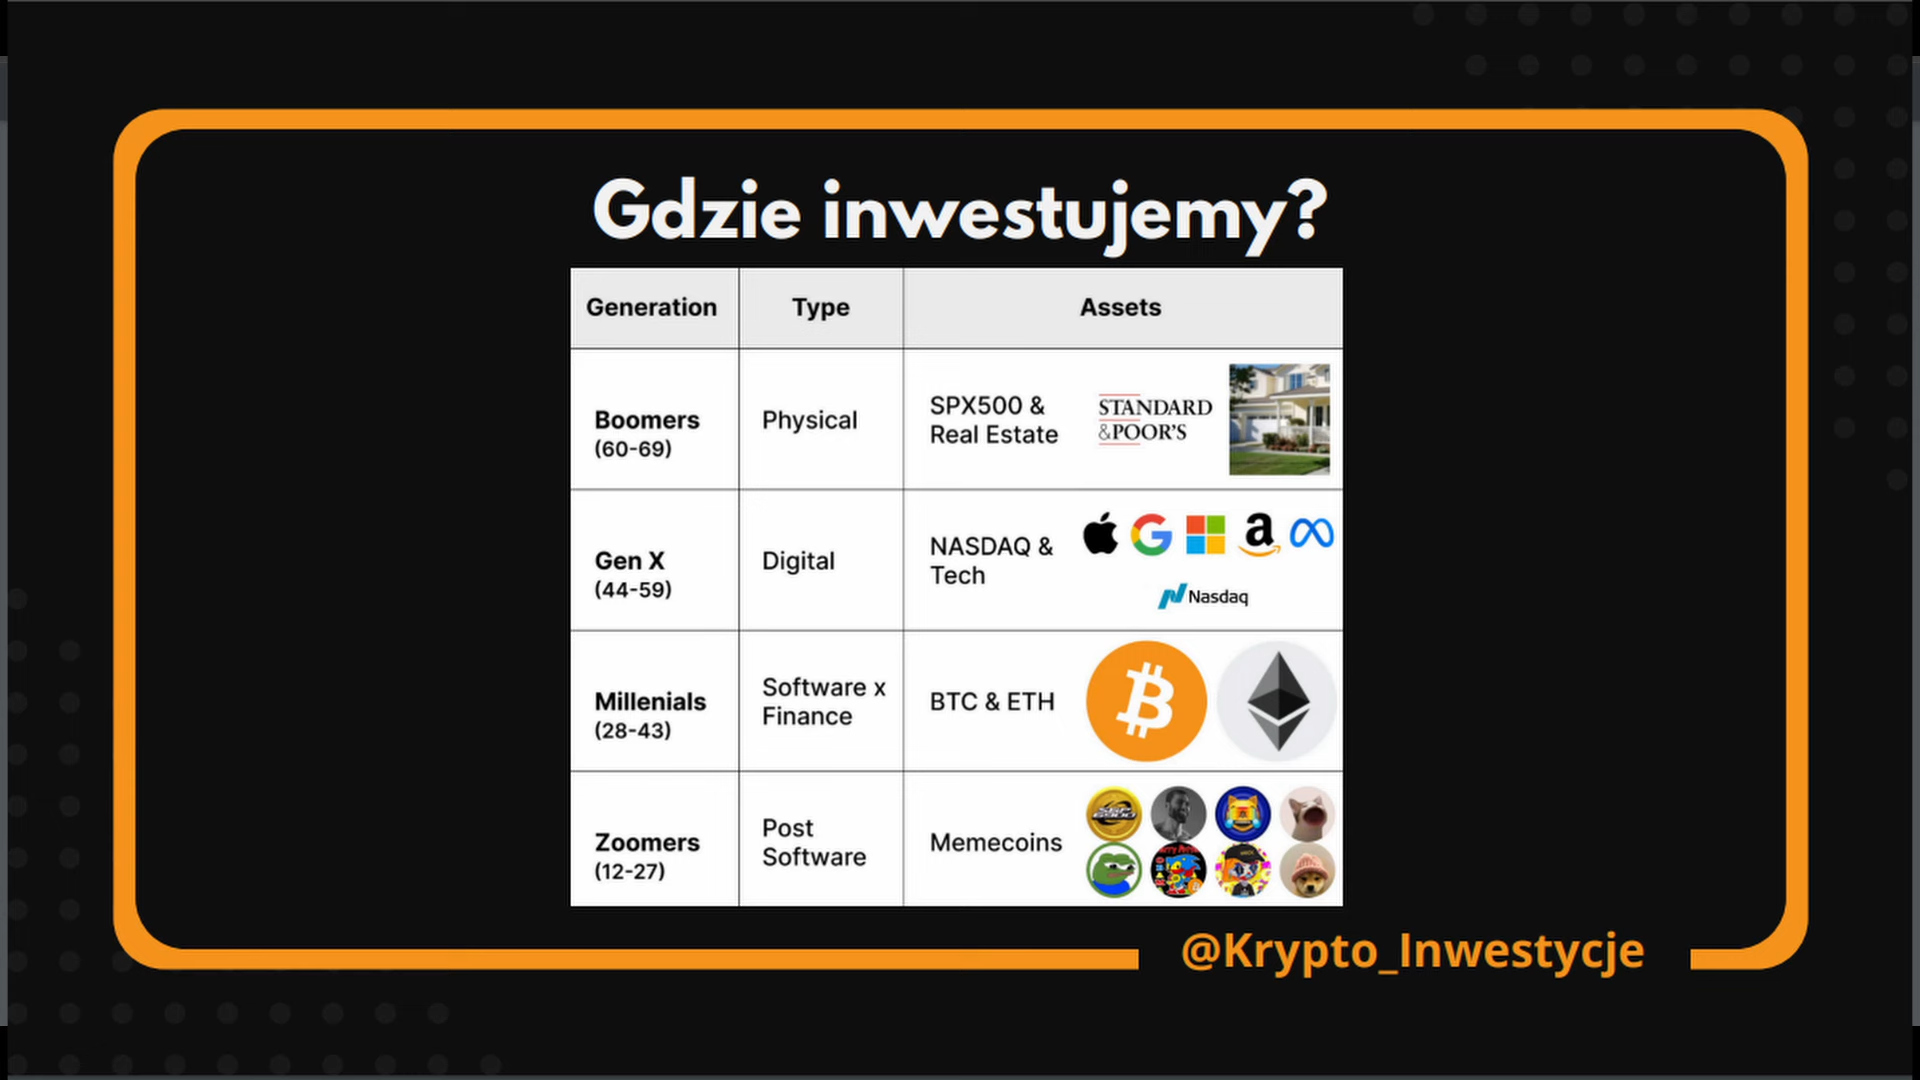 Gdzie inwestujemy?
Generation Type Assets
Boomers
(60-69)
Physical
SPX500 &
Real Estate
STANDARD
&POOR'S
Gen X
(44-59)
Digital
NASDAQ &
Tech
Nasdaq
Millenials
(28-43)
Software x
Finance
BTC & ETH
Zoomers
(12-27)
Post
Software
Memecoins
@Krypto_Inwestycje